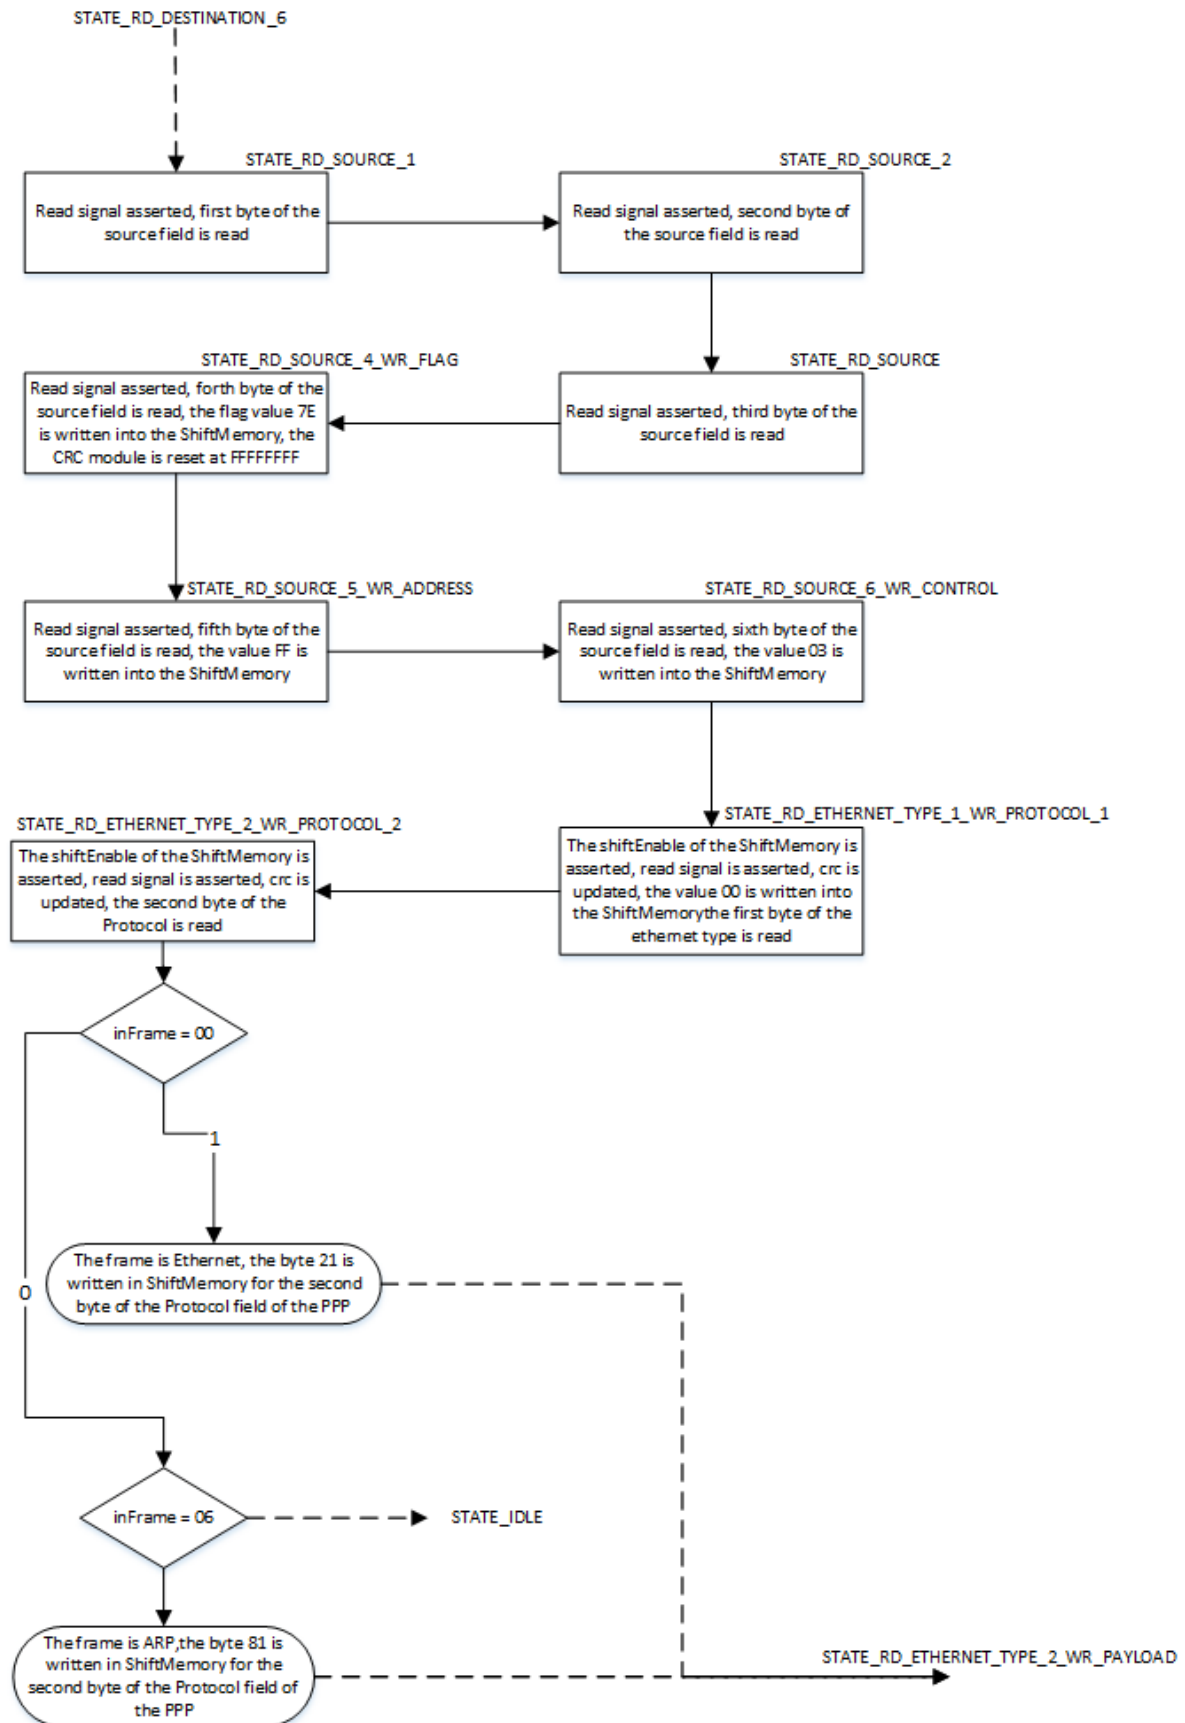 STATE_RD_DESTINATION_6
STATE_RD_SOURCE_1
Read signal asserted, first byte of the
source field is read
STATE_RD_SOURCE_2
Read signal asserted, second byte of
the source field is read
STATE_RD_SOURCE
Read signal asserted, third byte of the
source field is read
STATE_RD_SOURCE_4_WR_FLAG
Read signal asserted, forth byte of the
source field is read, the flag value 7E
is written into the ShiftMemory, the
CRC module is reset at FFFFFFFF
STATE_RD_SOURCE_5_WR_ADDRESS
Read signal asserted, fifth byte of the
source field is read, the value FF is
written into the ShiftMemory
STATE_RD_SOURCE_6_WR_CONTROL
Read signal asserted, sixth byte of the
source field is read, the value 03 is
written into the ShiftMemory
STATE_RD_ETHERNET_TYPE_1_WR_PROTOCOL_1
The shiftEnable of the ShiftMemory is
asserted, read signal is asserted, crc is
updated, the value 00 is written into
the ShiftMemorythe first byte of the
ethernet type is read
STATE_RD_ETHERNET_TYPE_2_WR_PROTOCOL_2
The shiftEnable of the ShiftMemory is
asserted, read signal is asserted, crc is
updated, the second byte of the
Protocol is read
inFrame = 00
1
The frame is Ethernet, the byte 21 is
written in ShiftMemory for the second
byte of the Protocol field of the PPP
0
inFrame = 06
STATE_IDLE
The frame is ARP,the byte 81 is
written in ShiftMemory for the
second byte of the Protocol field of
the PPP
STATE_RD_ETHERNET_TYPE_2_WR_PAYLOAD